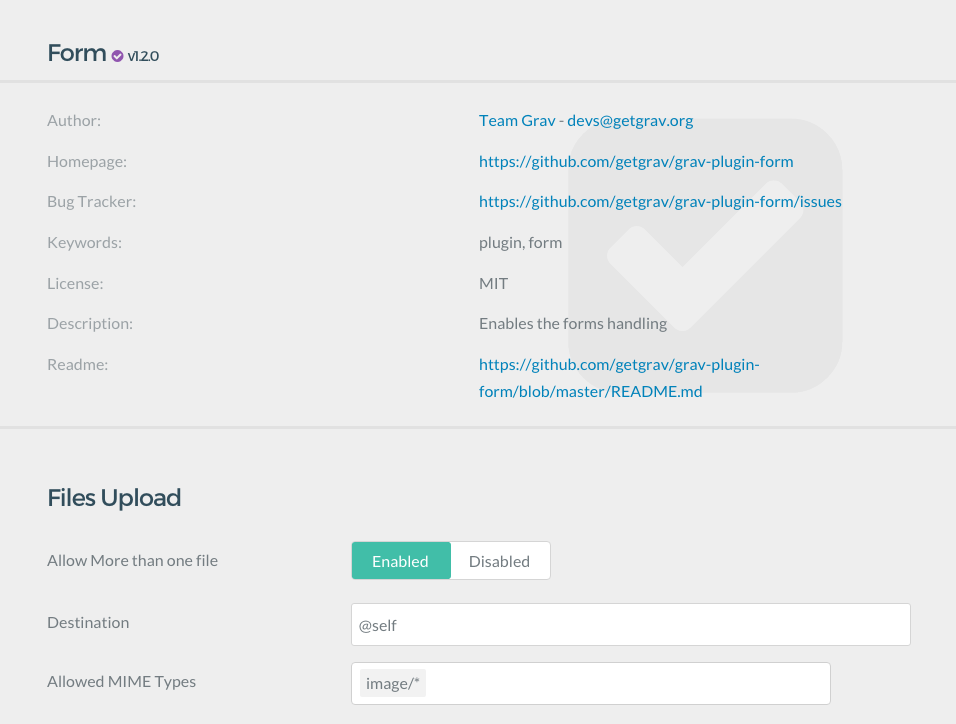 Form v1.2.0
Author: Team Grav - devs@getgrav.org
Homepage: https://github.com/getgrav/grav-plugin-form
Bug Tracker: https://github.com/getgrav/grav-plugin-form/issues
Keywords: plugin, form
License: MIT
Description: Enables the forms handling
Readme: https://github.com/getgrav/grav-plugin-
form/blob/master/README.md
Files Upload
Allow More than one file Enabled Disabled
Destination @self
Allowed MIME Types image/*